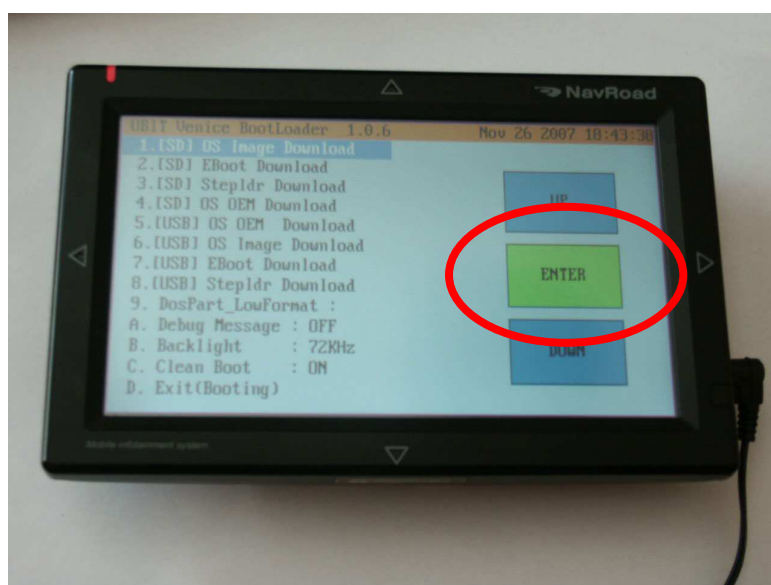 NavRoad
UBIT Venice BootLoader 1.0.6 Nov 26 2007 18:43:38
1.[SD] OS Image Download
2.[SD] EBoot Download
3.[SD] Stepldr Download
4.[SD] OS OEM Download
5.[USB] OS OEM Download
6.[USB] OS Image Download
7.[USB] EBoot Download
8.[USB] Stepldr Download
9. DosPart_LowFormat :
A. Debug Message : OFF
B. Backlight : 72KHz
C. Clean Boot : ON
D. Exit(Booting)
UP
ENTER
DOWN
Mobile infotainment system